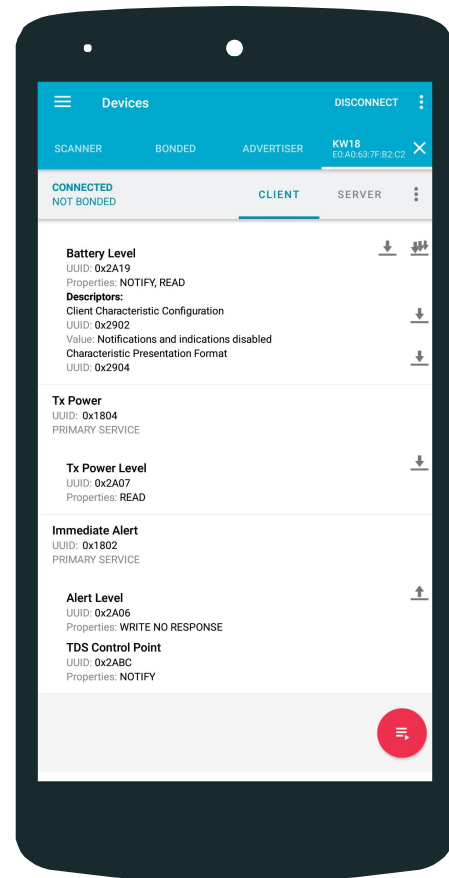 Devices
DISCONNECT
SCANNER
BONDED
ADVERTISER
KW18
E0:A0:63:7F:B2:C2
CONNECTED
NOT BONDED
CLIENT
SERVER
Battery Level
UUID: 0x2A19
Properties: NOTIFY, READ
Descriptors:
Client Characteristic Configuration
UUID: 0x2902
Value: Notifications and indications disabled
Characteristic Presentation Format
UUID: 0x2904
Tx Power
UUID: 0x1804
PRIMARY SERVICE
Tx Power Level
UUID: 0x2A07
Properties: READ
Immediate Alert
UUID: 0x1802
PRIMARY SERVICE
Alert Level
UUID: 0x2A06
Properties: WRITE NO RESPONSE
TDS Control Point
UUID: 0x2ABC
Properties: NOTIFY